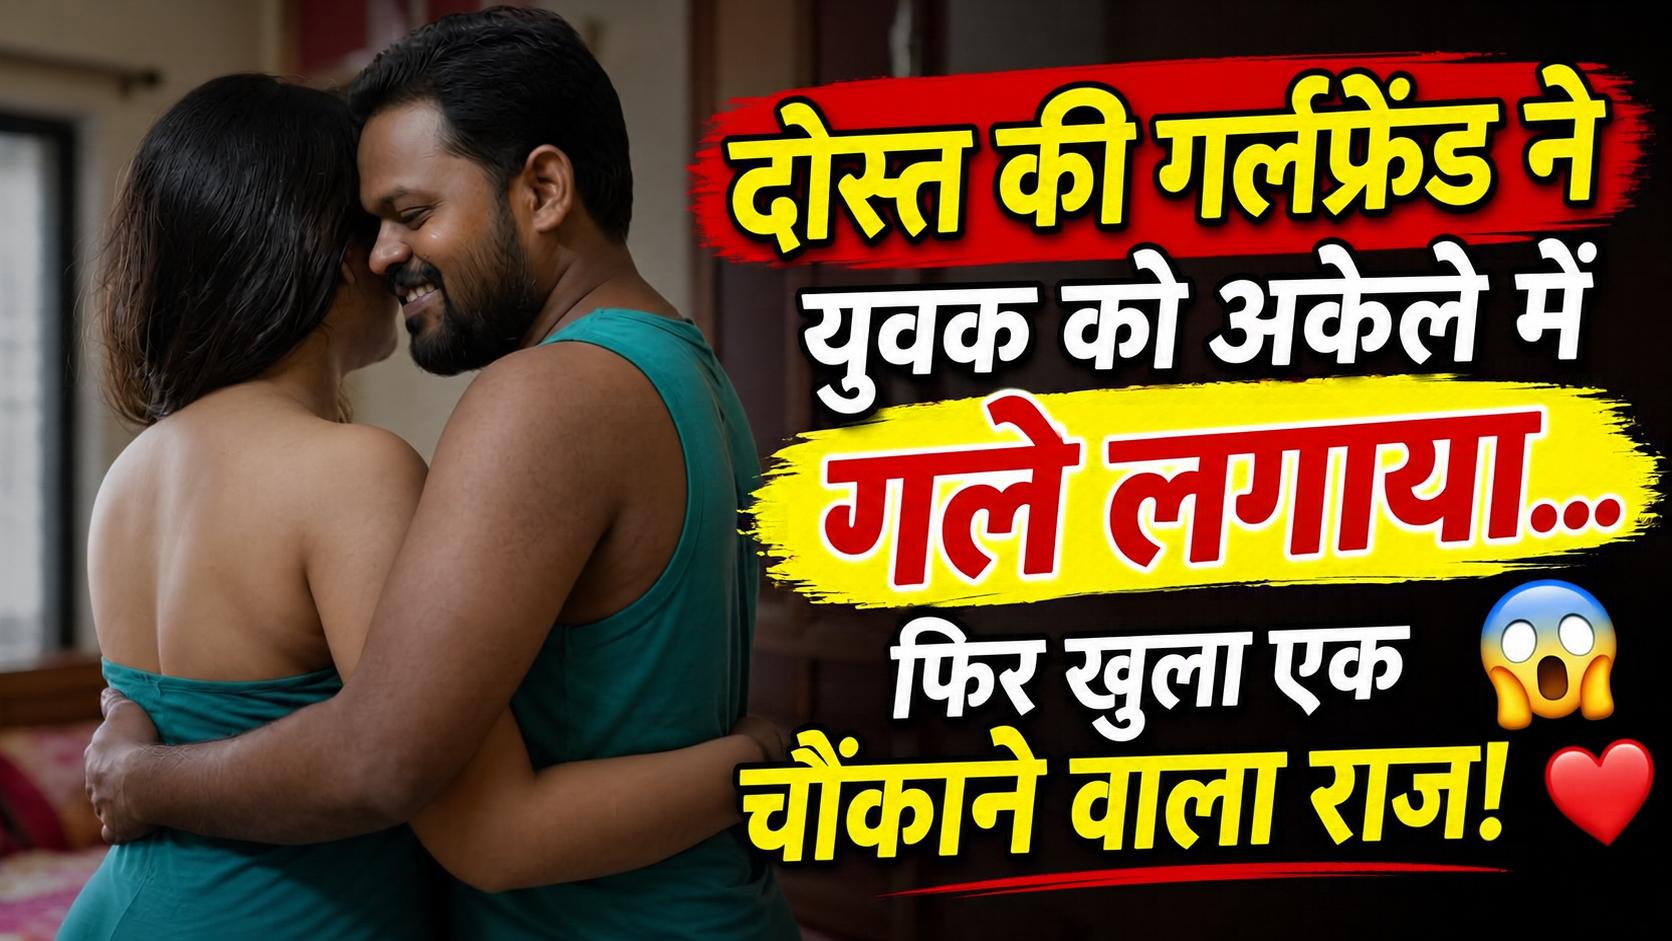 दोस्त की गर्लफ्रेंड ने
युवक को अकेले में
गले लगाया...
फिर खुला एक
चौंकाने वाला राज!